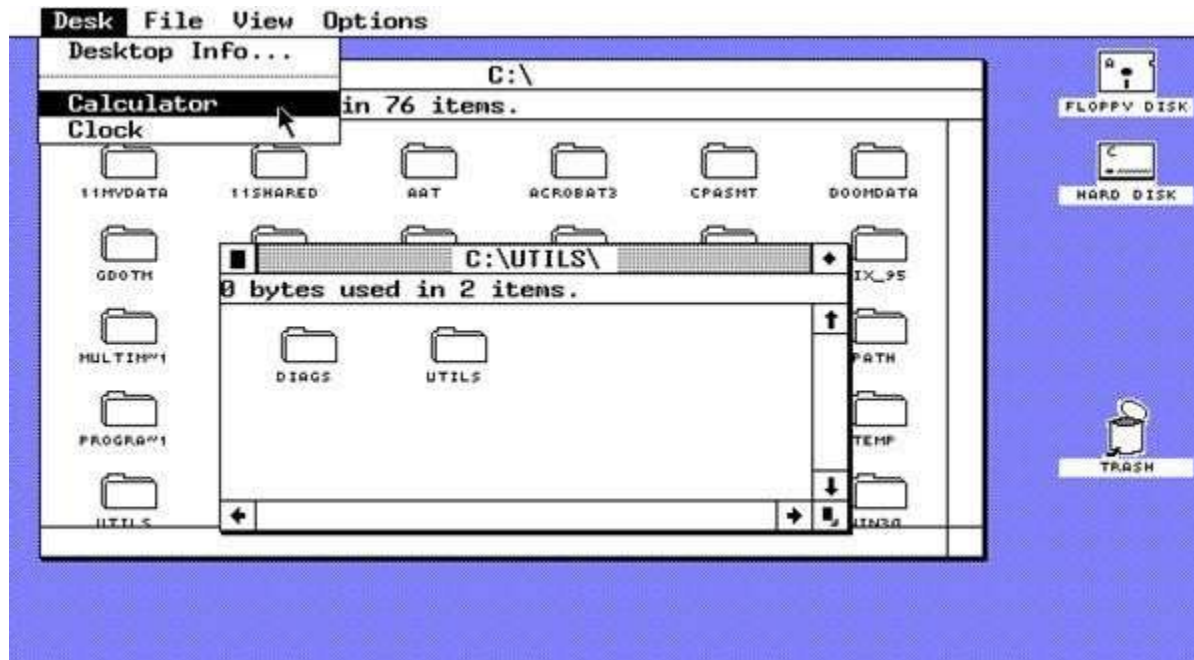 Desk File View Options
Desktop Info...
Calculator
Clock
C:\
in 76 items.
11MYDATA 11SHARED AAT ACROBAT3 CPASMT DOOMDATA
GDOTM IX_95
MULTIM~1 PATH
PROGRA~1 TEMP
UTILS
C:\UTILS\
0 bytes used in 2 items.
DIAGS UTILS
A
FLOPPY DISK
C
HARD DISK
TRASH